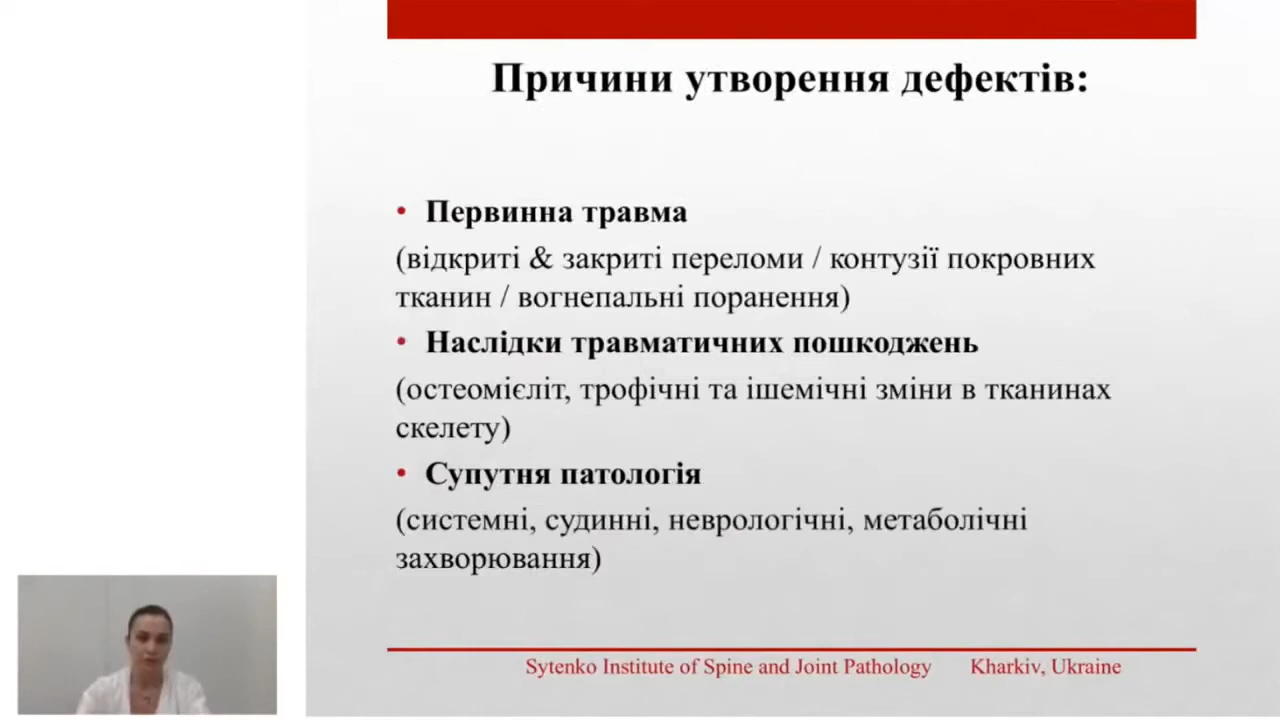 Причини утворення дефектів:
• Первинна травма
(відкриті & закриті переломи / контузії покровних
тканин / вогнепальні поранення)
• Наслідки травматичних пошкоджень
(остеомієліт, трофічні та ішемічні зміни в тканинах
скелету)
• Супутня патологія
(системні, судинні, неврологічні, метаболічні
захворювання)
Sytenko Institute of Spine and Joint Pathology Kharkiv, Ukraine